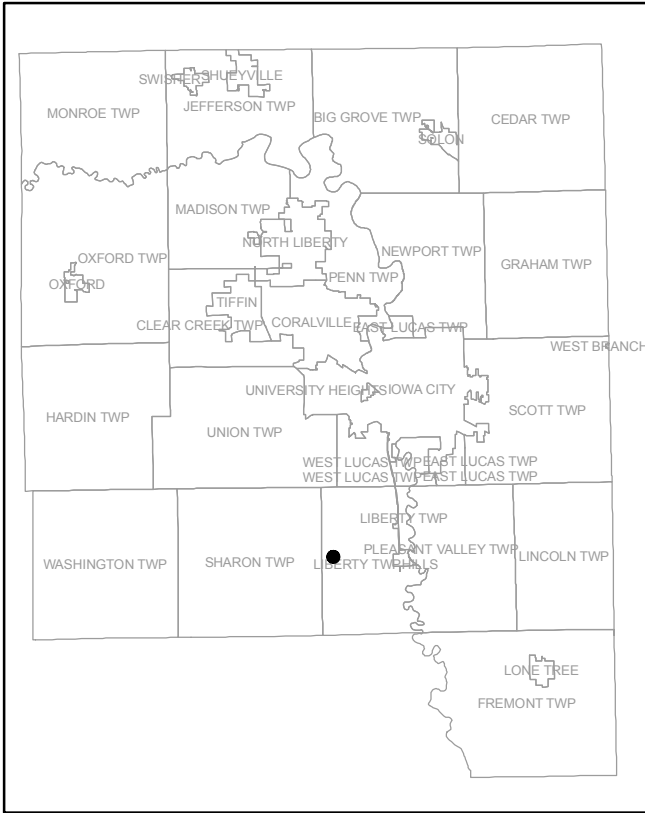 SWISHER
SHUEYVILLE
MONROE TWP
JEFFERSON TWP
BIG GROVE TWP
CEDAR TWP
SOLON
MADISON TWP
NORTH LIBERTY
NEWPORT TWP
OXFORD TWP
GRAHAM TWP
PENN TWP
OXFORD
TIFFIN
CLEAR CREEK TWP
CORALVILLE
EAST LUCAS TWP
WEST BRANCH
UNIVERSITY HEIGHTS
IOWA CITY
HARDIN TWP
SCOTT TWP
UNION TWP
WEST LUCAS TWP
EAST LUCAS TWP
WEST LUCAS TWP
EAST LUCAS TWP
LIBERTY TWP
PLEASANT VALLEY TWP
LINCOLN TWP
WASHINGTON TWP
SHARON TWP
LIBERTY TWP
HILLS
LONE TREE
FREMONT TWP